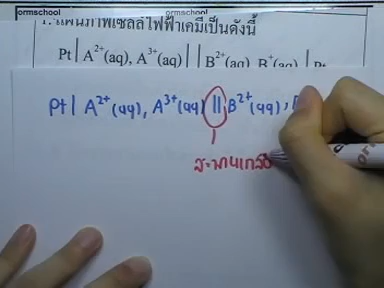 ormschool
ormschool
1. แผนภาพเซลล์ไฟฟ้าเคมีเป็นดังนี้
Pt | A²⁺(aq), A³⁺(aq) || B²⁺(aq), B⁺(aq) | Pt
Pt | A²⁺(aq), A³⁺(aq) || B²⁺(aq),
สะพานเกลือ